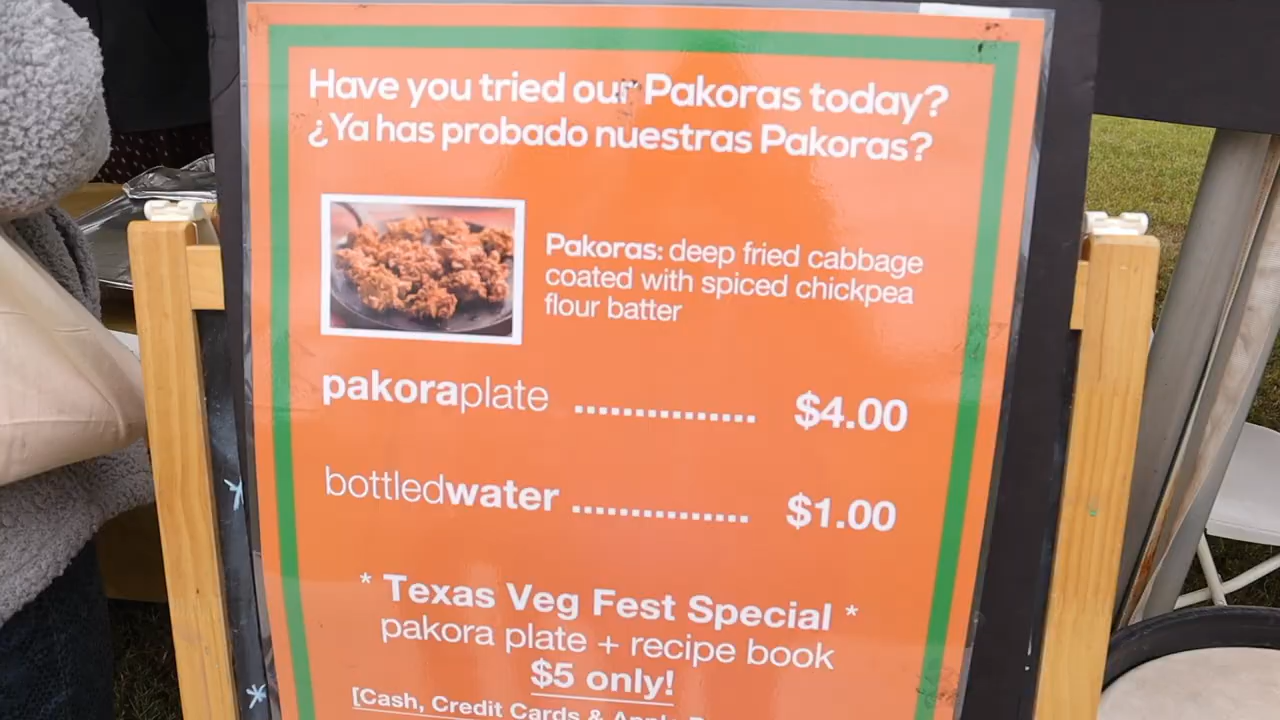 Have you tried our Pakoras today?
¿Ya has probado nuestras Pakoras?
Pakoras: deep fried cabbage
coated with spiced chickpea
flour batter
pakoraplate ............... $4.00
bottledwater ............... $1.00
* Texas Veg Fest Special *
pakora plate + recipe book
$5 only!
[Cash, Credit Cards &